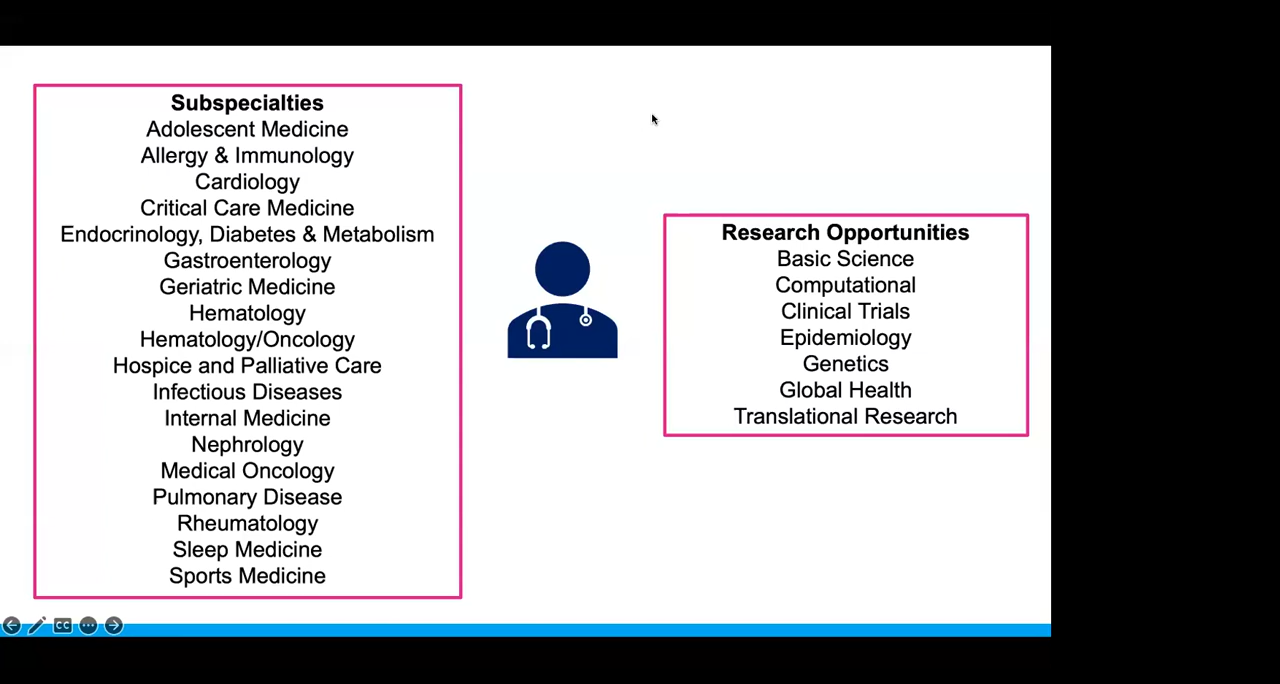 Subspecialties
Adolescent Medicine
Allergy & Immunology
Cardiology
Critical Care Medicine
Endocrinology, Diabetes & Metabolism
Gastroenterology
Geriatric Medicine
Hematology
Hematology/Oncology
Hospice and Palliative Care
Infectious Diseases
Internal Medicine
Nephrology
Medical Oncology
Pulmonary Disease
Rheumatology
Sleep Medicine
Sports Medicine
Research Opportunities
Basic Science
Computational
Clinical Trials
Epidemiology
Genetics
Global Health
Translational Research
CC